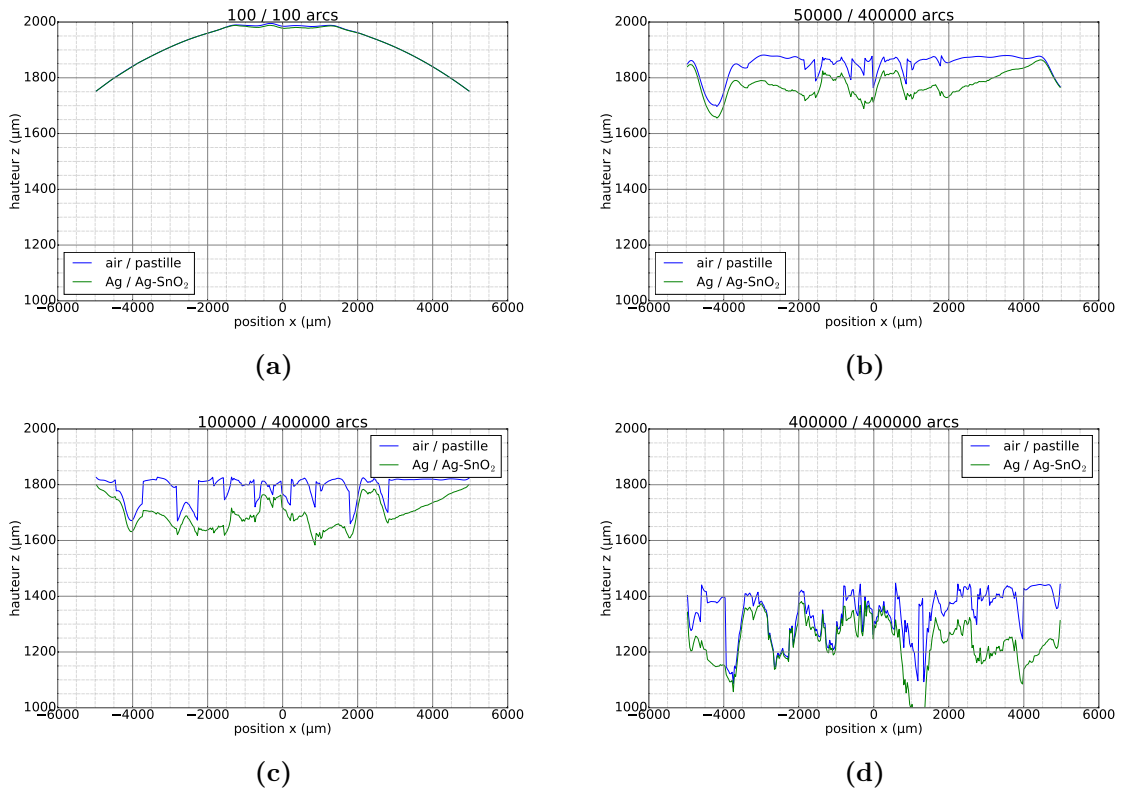 100 / 100 arcs
hauteur z (µm)
2000
1800
1600
1400
1200
1000
air / pastille
Ag / Ag-SnO₂
−6000 −4000 −2000 0 2000 4000 6000
position x (µm)
(a)
50000 / 400000 arcs
hauteur z (µm)
2000
1800
1600
1400
1200
1000
air / pastille
Ag / Ag-SnO₂
−6000 −4000 −2000 0 2000 4000 6000
position x (µm)
(b)
100000 / 400000 arcs
hauteur z (µm)
2000
1800
1600
1400
1200
1000
air / pastille
Ag / Ag-SnO₂
−6000 −4000 −2000 0 2000 4000 6000
position x (µm)
(c)
400000 / 400000 arcs
hauteur z (µm)
2000
1800
1600
1400
1200
1000
air / pastille
Ag / Ag-SnO₂
−6000 −4000 −2000 0 2000 4000 6000
position x (µm)
(d)